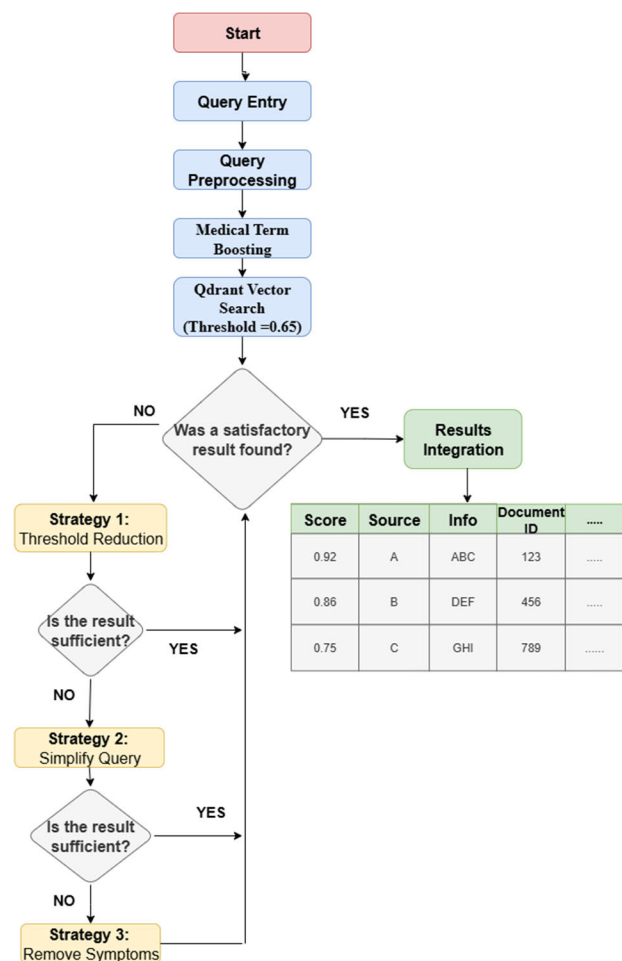 Start
Query Entry
Query
Preprocessing
Medical Term
Boosting
Qdrant Vector
Search
(Threshold =0.65)
Was a satisfactory
result found?
NO
YES
Results
Integration
Score Source Info Document
ID .....
0.92 A ABC 123 .....
0.86 B DEF 456 .....
0.75 C GHI 789 ......
Strategy 1:
Threshold Reduction
Is the result
sufficient?
YES
NO
Strategy 2:
Simplify Query
Is the result
sufficient?
YES
NO
Strategy 3:
Remove Symptoms